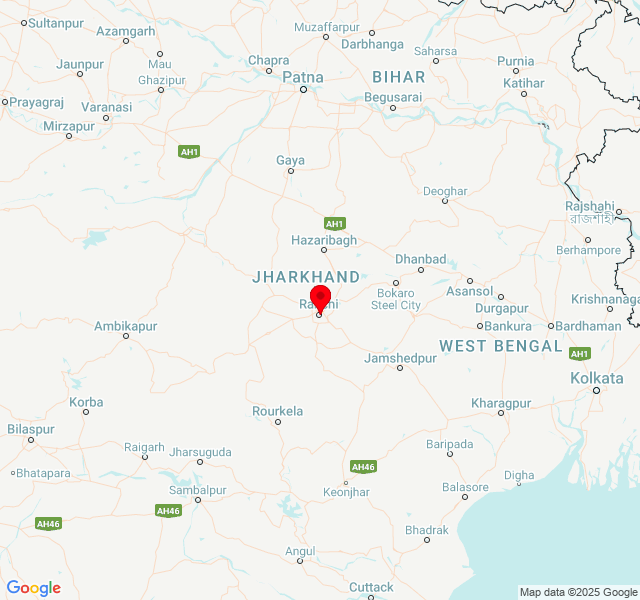 Sultanpur
Azamgarh
Muzaffarpur
Darbhanga
Saharsa
Mau
Jaunpur
Ghazipur
Chapra
Patna
BIHAR
Purnia
Katihar
Begusarai
Prayagraj
Varanasi
Mirzapur
AH1
Gaya
Deoghar
Rajshahi
রাজশাহী
AH1
Hazaribagh
Berhampore
Dhanbad
JHARKHAND
Asansol
Bokaro
Steel City
Durgapur
Krishnanagar
Ambikapur
Bankura
Bardhaman
WEST BENGAL
AH1
Jamshedpur
Kolkata
Korba
Rourkela
Kharagpur
Bilaspur
Raigarh
Jharsuguda
Baripada
AH46
Bhatapara
Keonjhar
Balasore
Digha
Sambalpur
AH46
AH46
Bhadrak
Angul
Cuttack
Google
Map data ©2025 Google